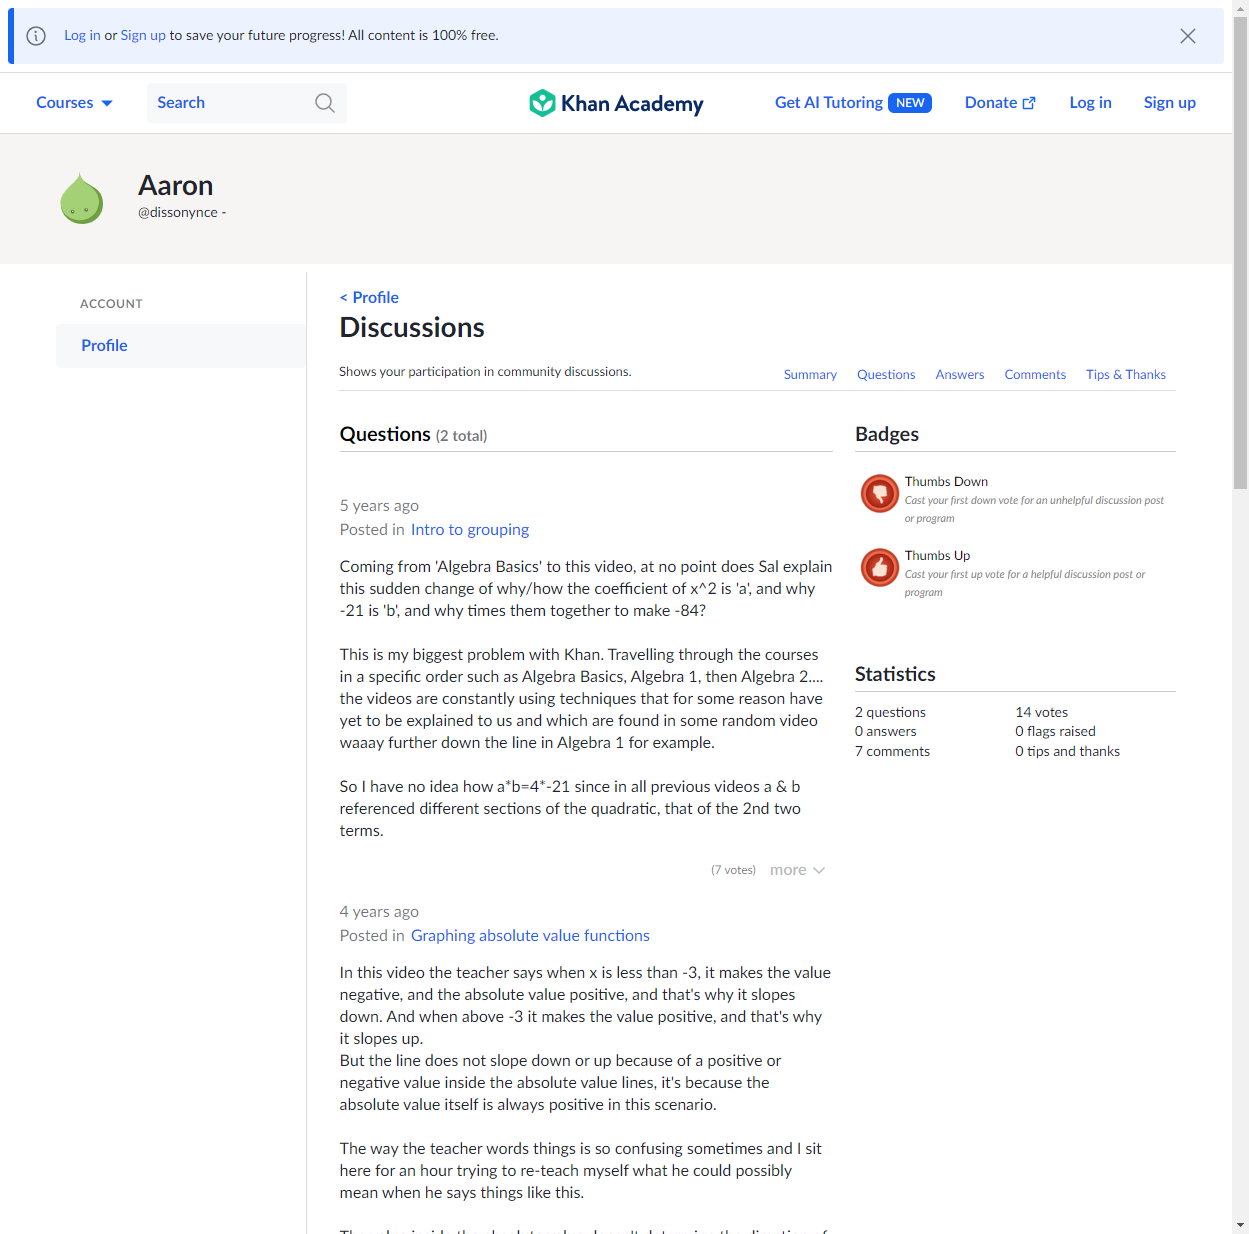 Log in or Sign up to save your future progress! All content is 100% free.
Courses
Search
Khan Academy
Get AI Tutoring NEW
Donate
Log in
Sign up
Aaron
@dissonynce -
ACCOUNT
Profile
< Profile
Discussions
Shows your participation in community discussions.
Summary
Questions
Answers
Comments
Tips & Thanks
Questions (2 total)
5 years ago
Posted in Intro to grouping
Coming from 'Algebra Basics' to this video, at no point does Sal explain
this sudden change of why/how the coefficient of x^2 is 'a', and why
-21 is 'b', and why times them together to make -84?
This is my biggest problem with Khan. Travelling through the courses
in a specific order such as Algebra Basics, Algebra 1, then Algebra 2....
the videos are constantly using techniques that for some reason have
yet to be explained to us and which are found in some random video
waaay further down the line in Algebra 1 for example.
So I have no idea how a*b=4*-21 since in all previous videos a & b
referenced different sections of the quadratic, that of the 2nd two
terms.
(7 votes)
more
4 years ago
Posted in Graphing absolute value functions
In this video the teacher says when x is less than -3, it makes the value
negative, and the absolute value positive, and that's why it slopes
down. And when above -3 it makes the value positive, and that's why
it slopes up.
But the line does not slope down or up because of a positive or
negative value inside the absolute value lines, it's because the
absolute value itself is always positive in this scenario.
The way the teacher words things is so confusing sometimes and I sit
here for an hour trying to re-teach myself what he could possibly
mean when he says things like this.
Badges
Thumbs Down
Cast your first down vote for an unhelpful discussion post
or program
Thumbs Up
Cast your first up vote for a helpful discussion post or
program
Statistics
2 questions
14 votes
0 answers
0 flags raised
7 comments
0 tips and thanks